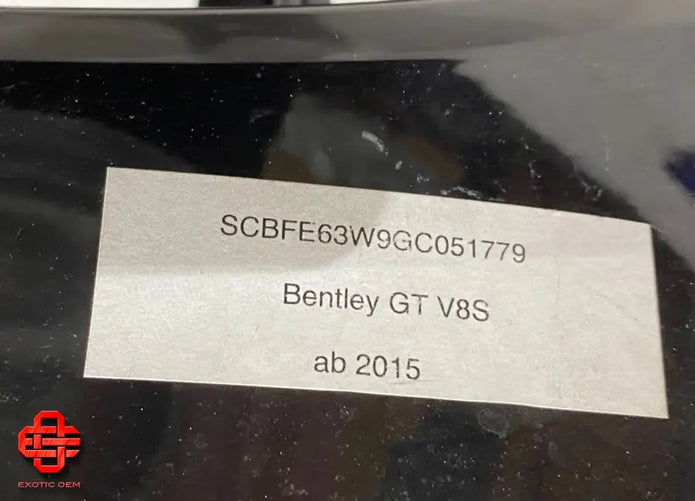 SCBFE63W9GC051779
Bentley GT V8S
ab 2015
EXOTIC OEM